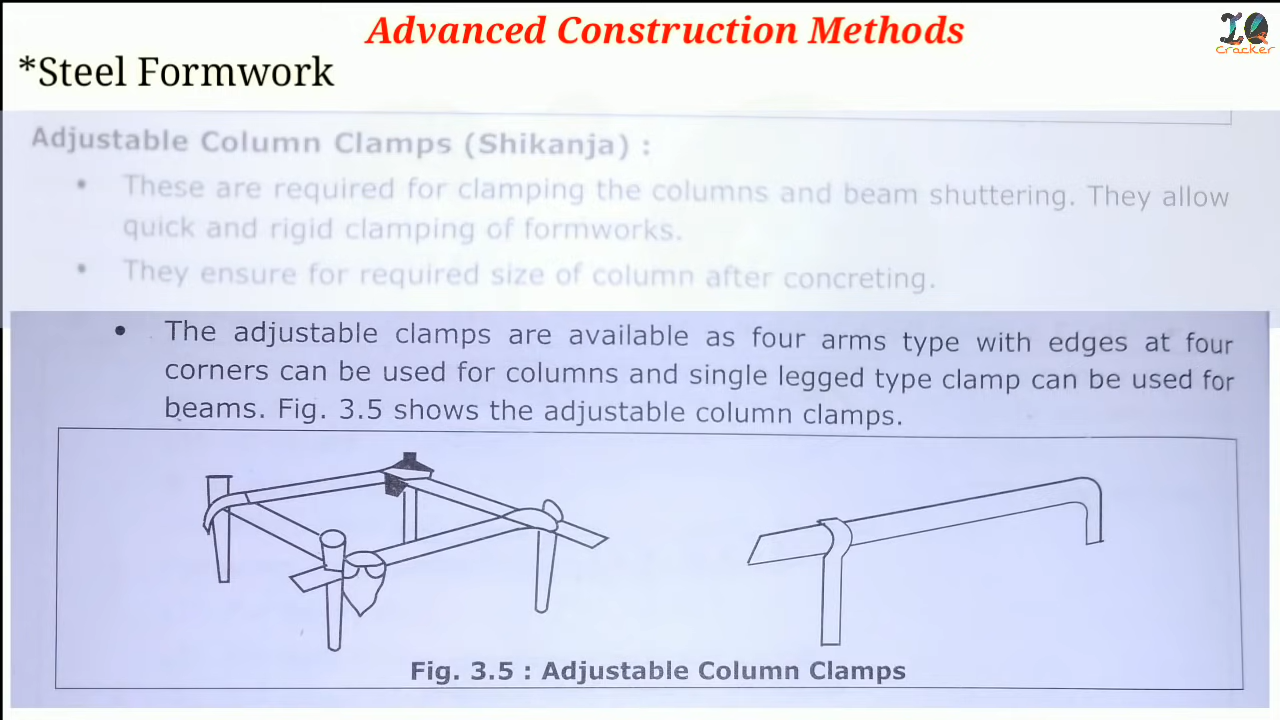 Advanced Construction Methods
IQ
cracker
*Steel Formwork
Adjustable Column Clamps (Shikanja) :
• These are required for clamping the columns and beam shuttering. They allow
quick and rigid clamping of formworks.
• They ensure for required size of column after concreting.
• The adjustable clamps are available as four arms type with edges at four
corners can be used for columns and single legged type clamp can be used for
beams. Fig. 3.5 shows the adjustable column clamps.
Fig. 3.5 : Adjustable Column Clamps